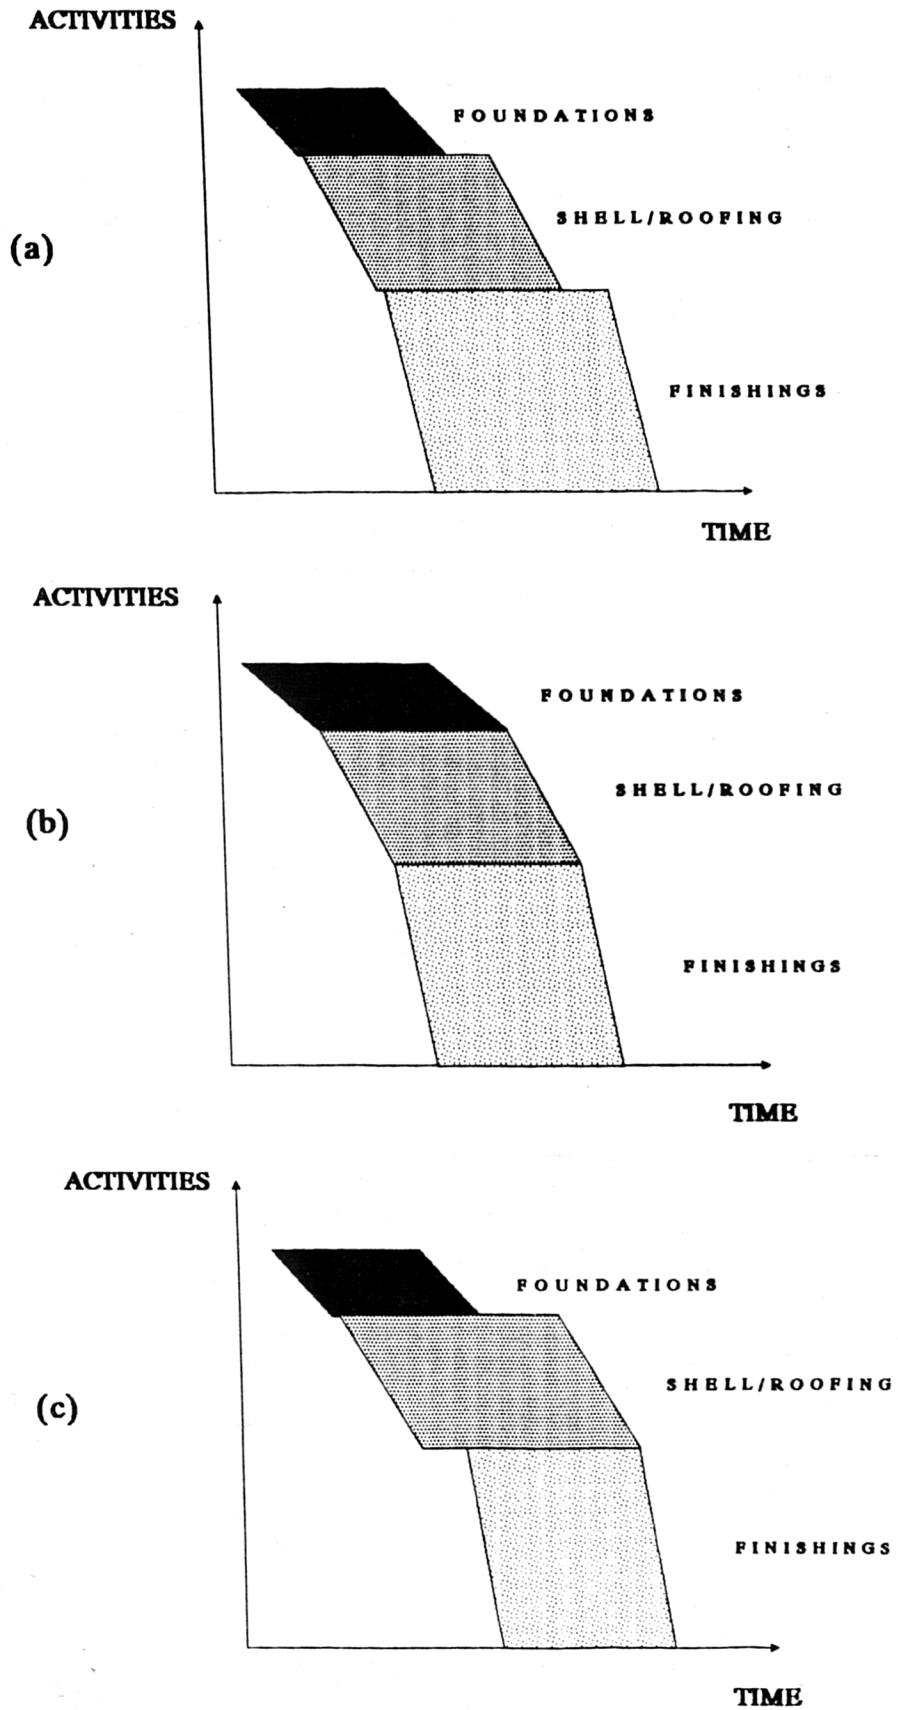 ACTIVITIES
FOUNDATIONS
SHELL/ROOFING
(a)
FINISHINGS
TIME
ACTIVITIES
FOUNDATIONS
SHELL/ROOFING
(b)
FINISHINGS
TIME
ACTIVITIES
FOUNDATIONS
SHELL/ROOFING
(c)
FINISHINGS
TIME